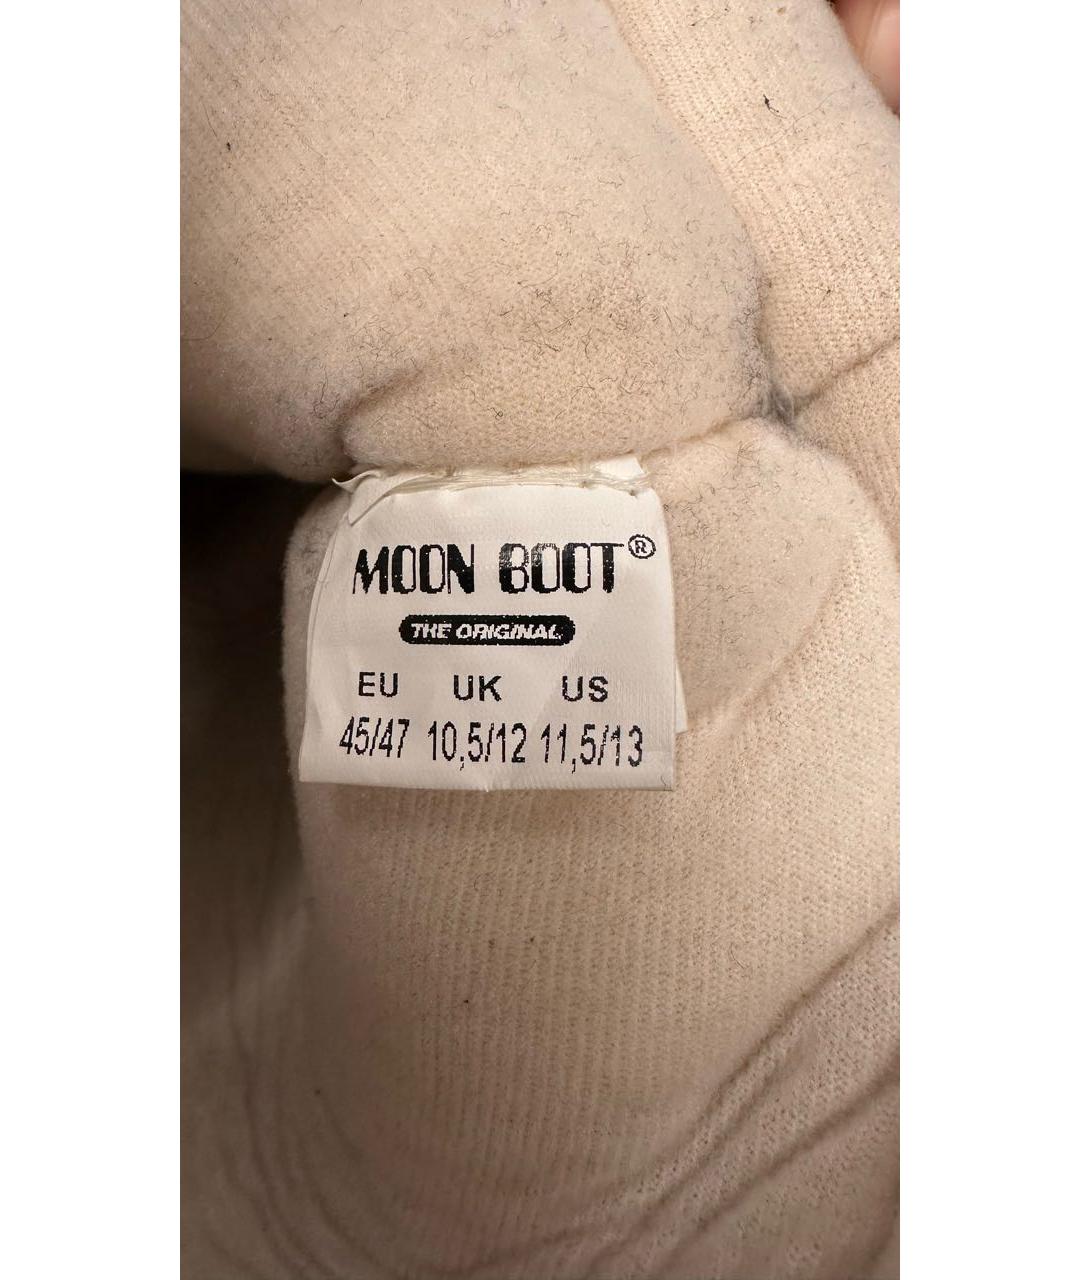 MOON BOOT®
THE ORIGINAL
EU UK US
45/47 10,5/12 11,5/13